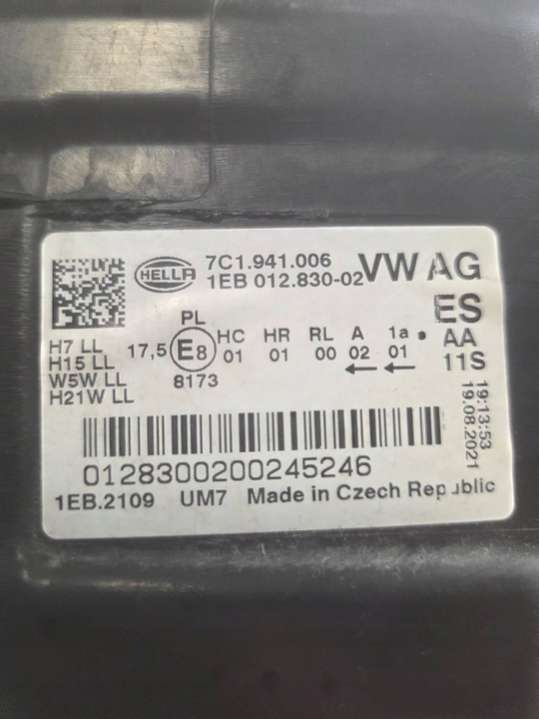 HELLA
7C1.941.006
1EB 012.830-02
VW AG
ES
PL
H7 LL
H15 LL
W5W LL
H21W LL
17,5
E8
8173
HC HR RL A 1a •
01 01 00 02 01
AA
11S
19:13:53
19.08.2021
01283002002 45246
1EB.2109 UM7 Made in Czech Republic